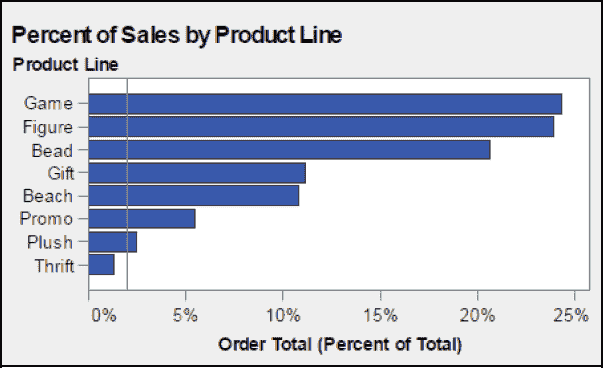 Percent of Sales by Product Line
Product Line
Game
Figure
Bead
Gift
Beach
Promo
Plush
Thrift
0% 5% 10% 15% 20% 25%
Order Total (Percent of Total)